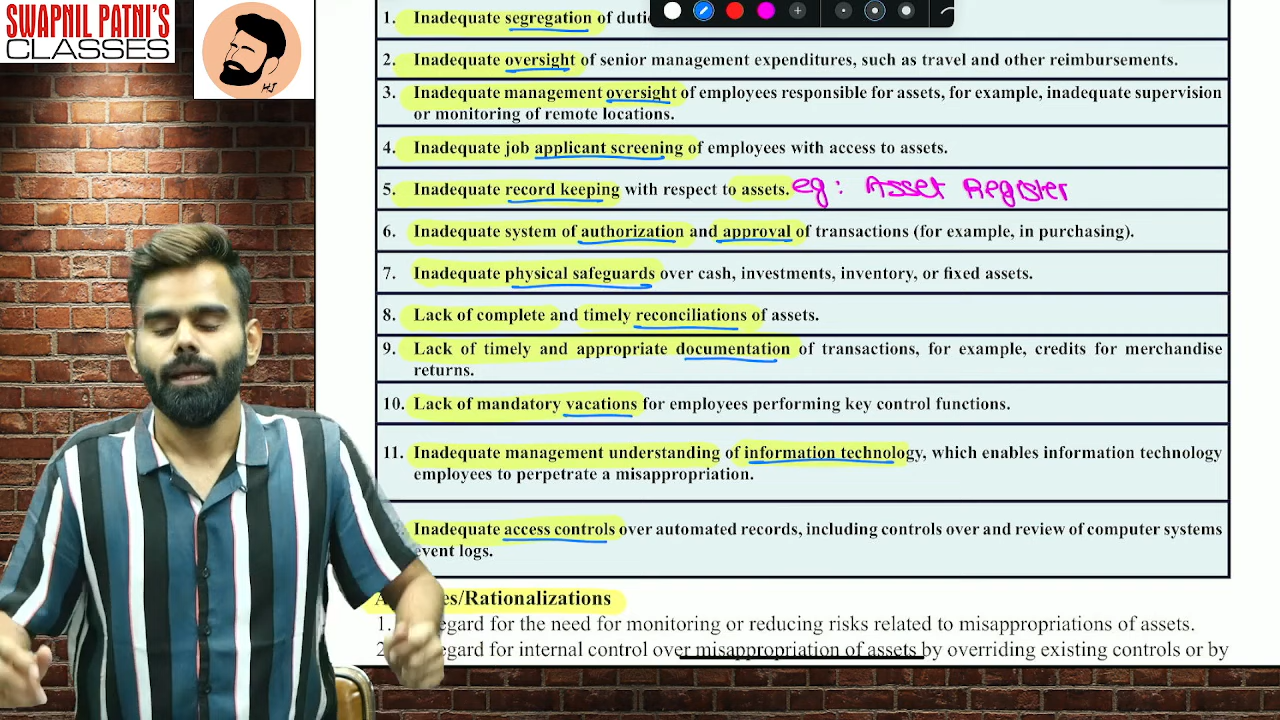 SWAPNIL PATNI'S
CLASSES
HJ
1. Inadequate segregation of
2. Inadequate oversight of senior management expenditures, such as travel and other reimbursements.
3. Inadequate management oversight of employees responsible for assets, for example, inadequate supervision
or monitoring of remote locations.
4. Inadequate job applicant screening of employees with access to assets.
5. Inadequate record keeping with respect to assets. eg: Asset Register
6. Inadequate system of authorization and approval of transactions (for example, in purchasing).
7. Inadequate physical safeguards over cash, investments, inventory, or fixed assets.
8. Lack of complete and timely reconciliations of assets.
9. Lack of timely and appropriate documentation of transactions, for example, credits for merchandise
returns.
10. Lack of mandatory vacations for employees performing key control functions.
11. Inadequate management understanding of information technology, which enables information technology
employees to perpetrate a misappropriation.
Inadequate access controls over automated records, including controls over and review of computer systems
event logs.
/Rationalizations
1. for the need for monitoring or reducing risks related to misappropriations of assets.
2. for internal control over misappropriation of assets by overriding existing controls or by